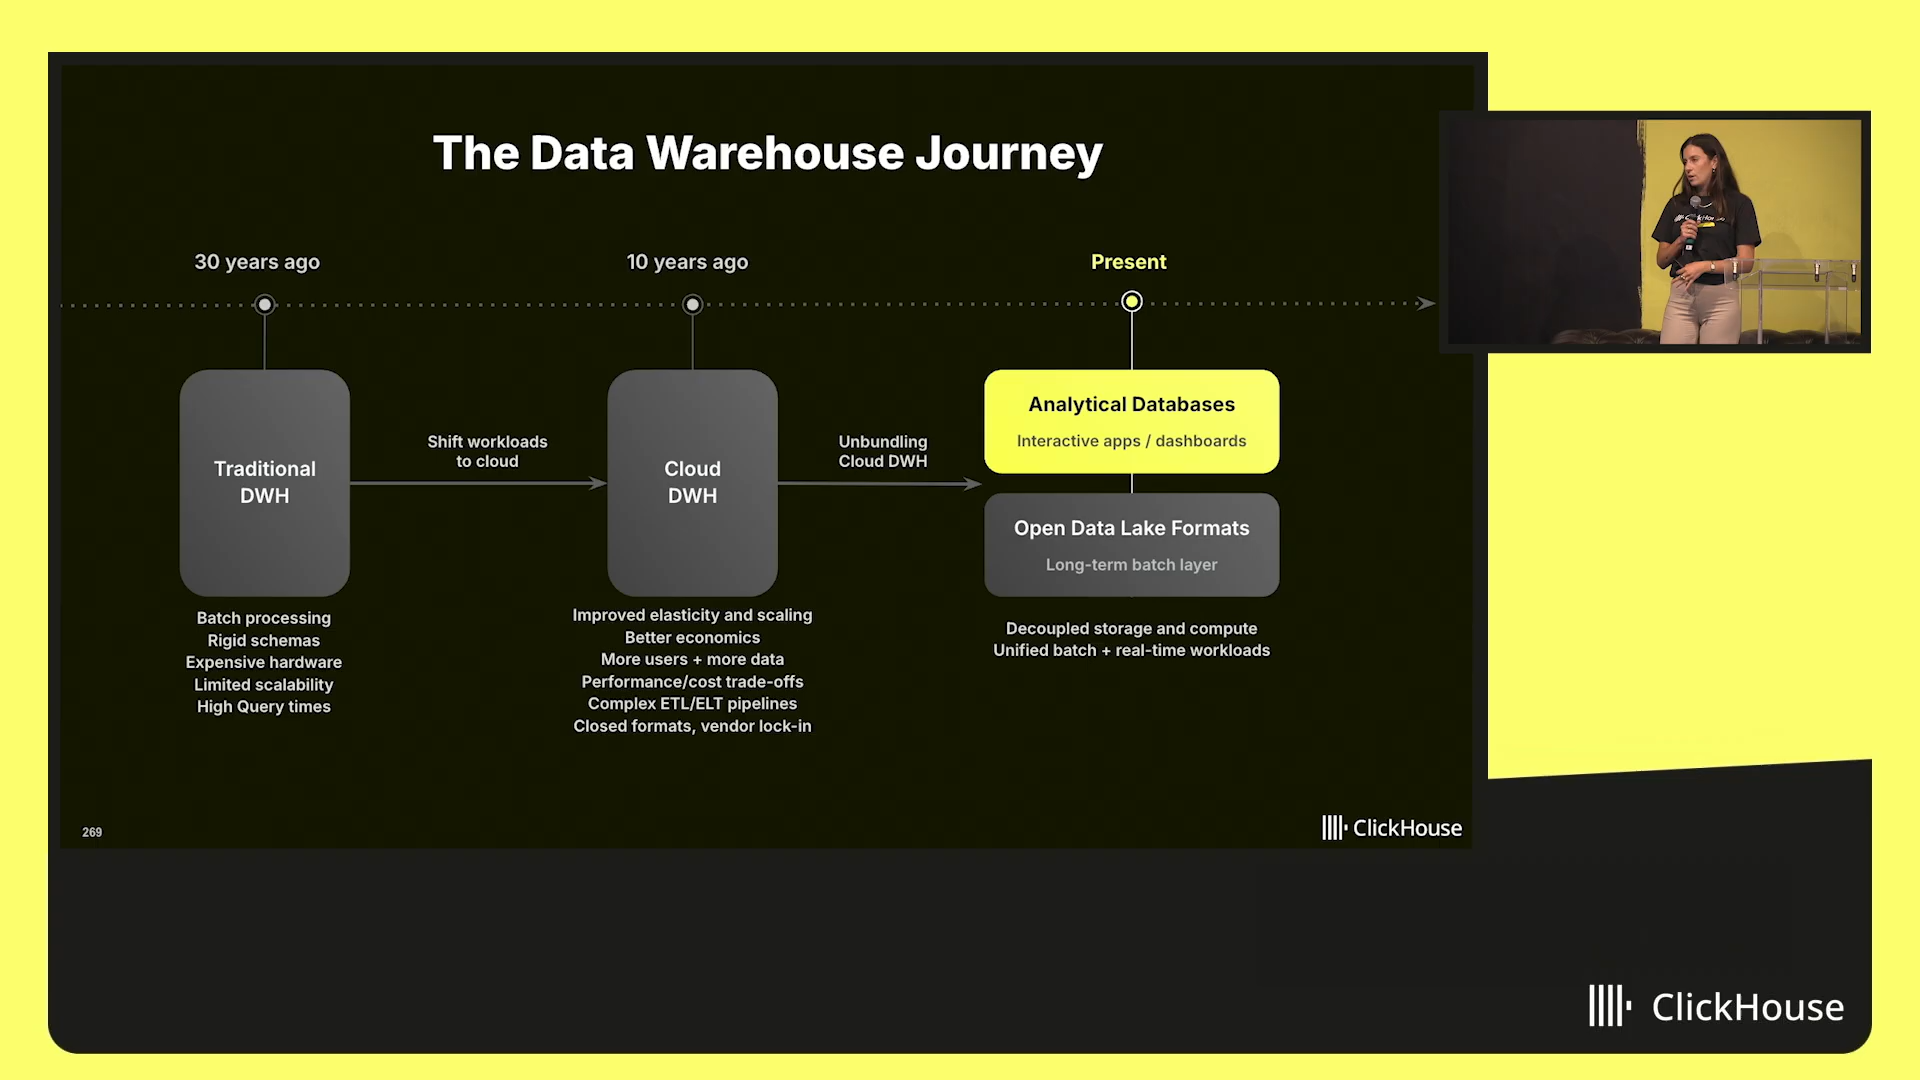 The Data Warehouse Journey
30 years ago
10 years ago
Present
Traditional
DWH
Shift workloads
to cloud
Cloud
DWH
Unbundling
Cloud DWH
Analytical Databases
Interactive apps / dashboards
Open Data Lake Formats
Long-term batch layer
Batch processing
Rigid schemas
Expensive hardware
Limited scalability
High Query times
Improved elasticity and scaling
Better economics
More users + more data
Performance/cost trade-offs
Complex ETL/ELT pipelines
Closed formats, vendor lock-in
Decoupled storage and compute
Unified batch + real-time workloads
269
ClickHouse
ClickHouse